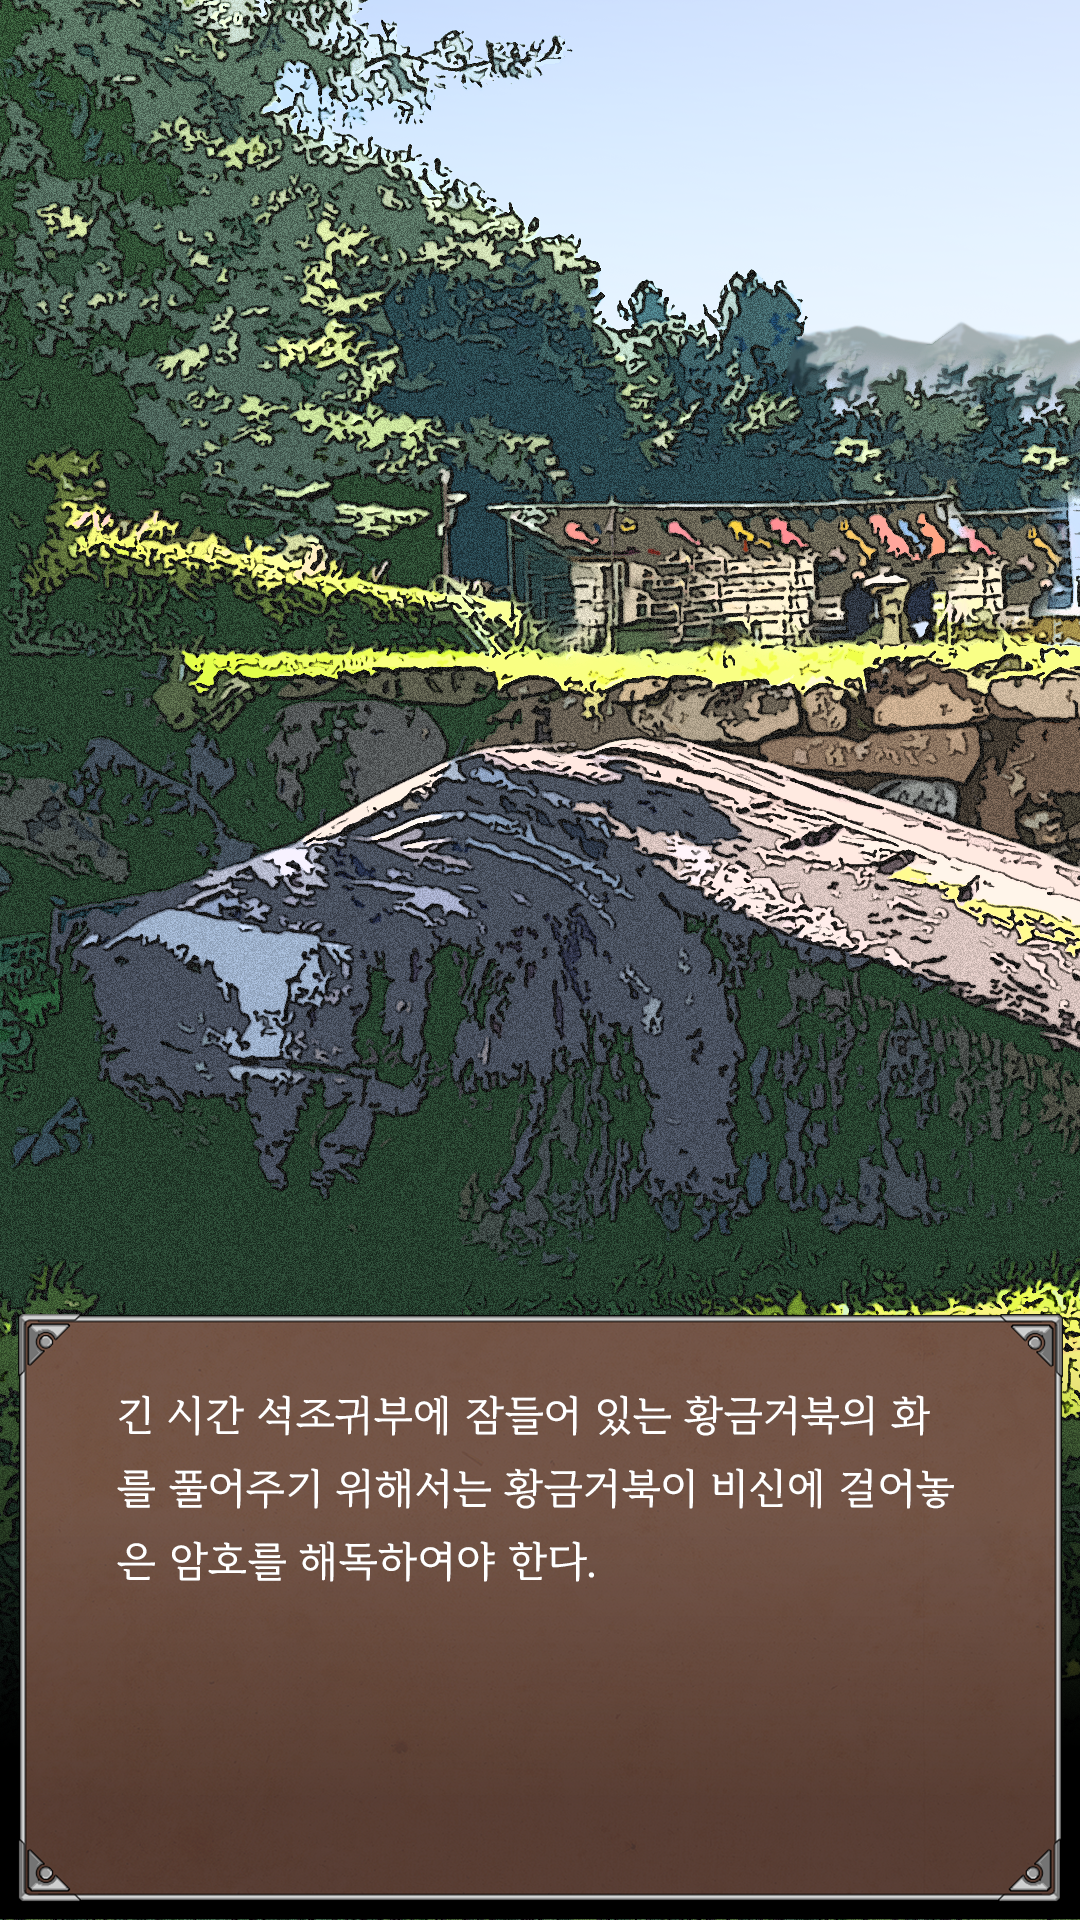 긴 시간 석조귀부에 잠들어 있는 황금거북의 화
를 풀어주기 위해서는 황금거북이 비신에 걸어놓
은 암호를 해독하여야 한다.